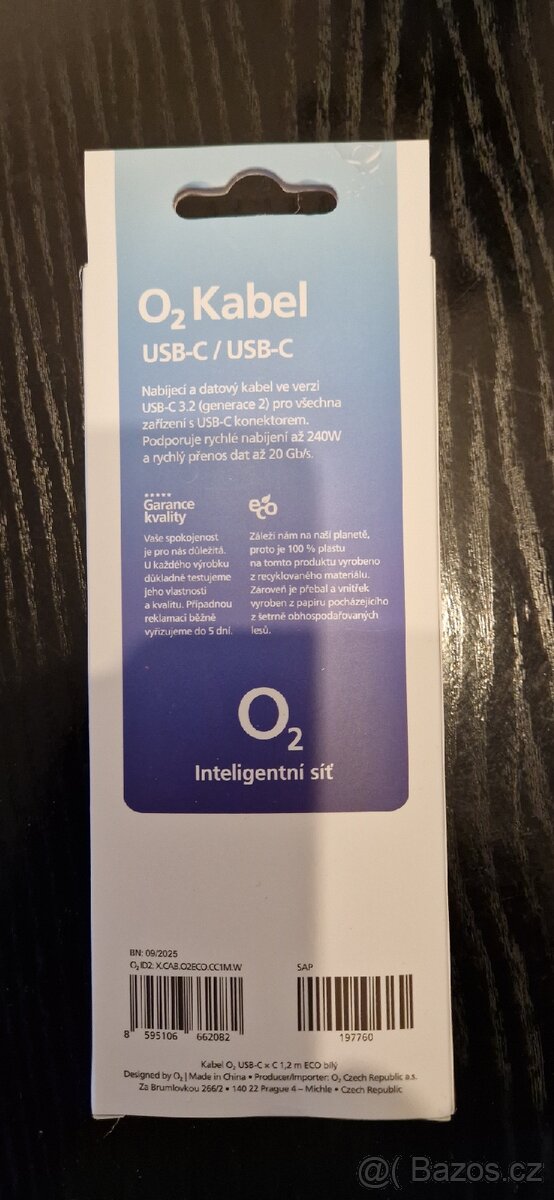 O2 Kabel
USB-C / USB-C
Nabíjecí a datový kabel ve verzi
USB-C 3.2 (generace 2) pro všechna
zařízení s USB-C konektorem.
Podporuje rychlé nabíjení až 240W
a rychlý přenos dat až 20 Gb/s.
Garance
kvality
Vaše spokojenost
je pro nás důležitá.
U každého výrobku
důkladně testujeme
jeho vlastnosti
a kvalitu. Případnou
reklamaci běžně
vyřizujeme do 5 dní.
eco
Záleží nám na naší planetě,
proto je 100 % plastu
na tomto produktu vyrobeno
z recyklovaného materiálu.
Zároveň je přebal a vnitřek
vyroben z papíru pocházejícího
z šetrně obhospodařovaných
lesů.
O2
Inteligentní síť
BN: 09/2025
O2 ID2: X.CAB.O2ECO.CC1M.W
8 595106 662082
SAP
197760
Kabel O2 USB-C x C 1,2 m ECO bílý
Designed by O2 | Made in China • Producer/Importer: O2 Czech Republic a.s.
Za Brumlovkou 266/2 • 140 22 Prague 4 – Michle • Czech Republic
@( Bazos.cz